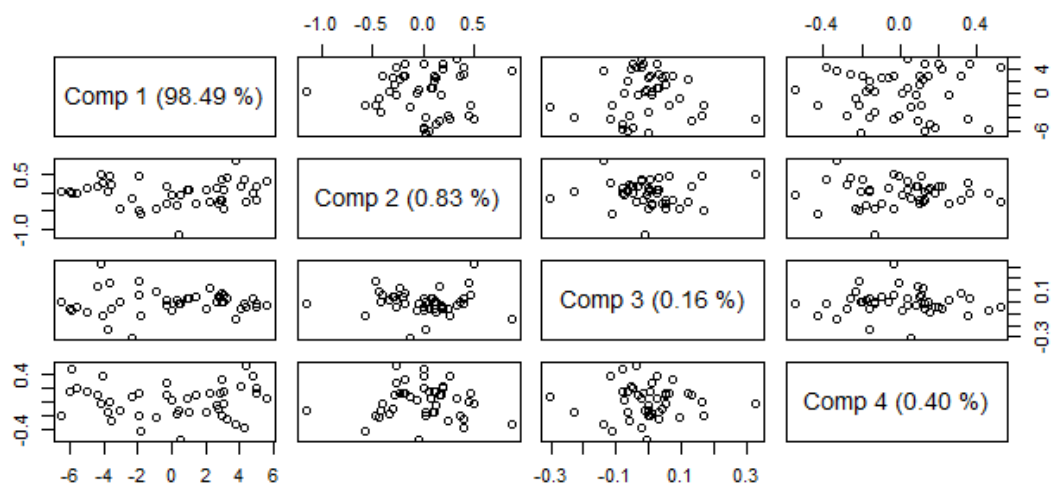 -1.0 0.0 0.5 -0.4 0.0 0.4
Comp 1 (98.49 %)
-6 0 4
-1.0 0.5
Comp 2 (0.83 %)
Comp 3 (0.16 %)
-0.3 0.1
-0.4 0.4
Comp 4 (0.40 %)
-6 -4 -2 0 2 4 6 -0.3 -0.1 0.1 0.3